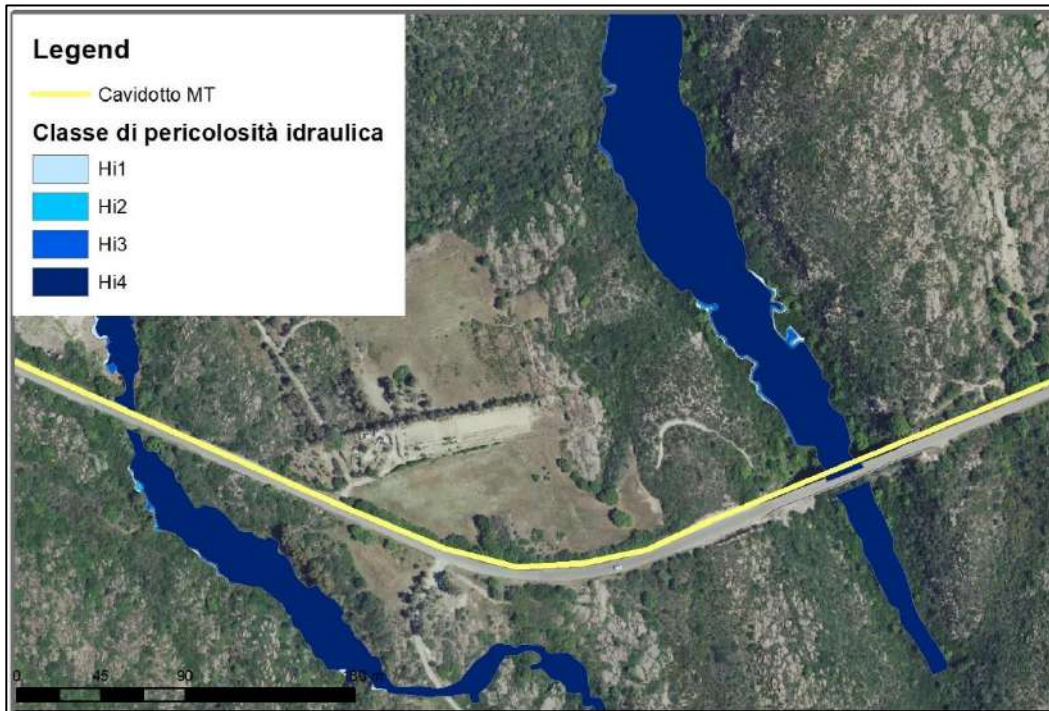 Legend
Cavidotto MT
Classe di pericolosità idraulica
Hi1
Hi2
Hi3
Hi4
0 45 90